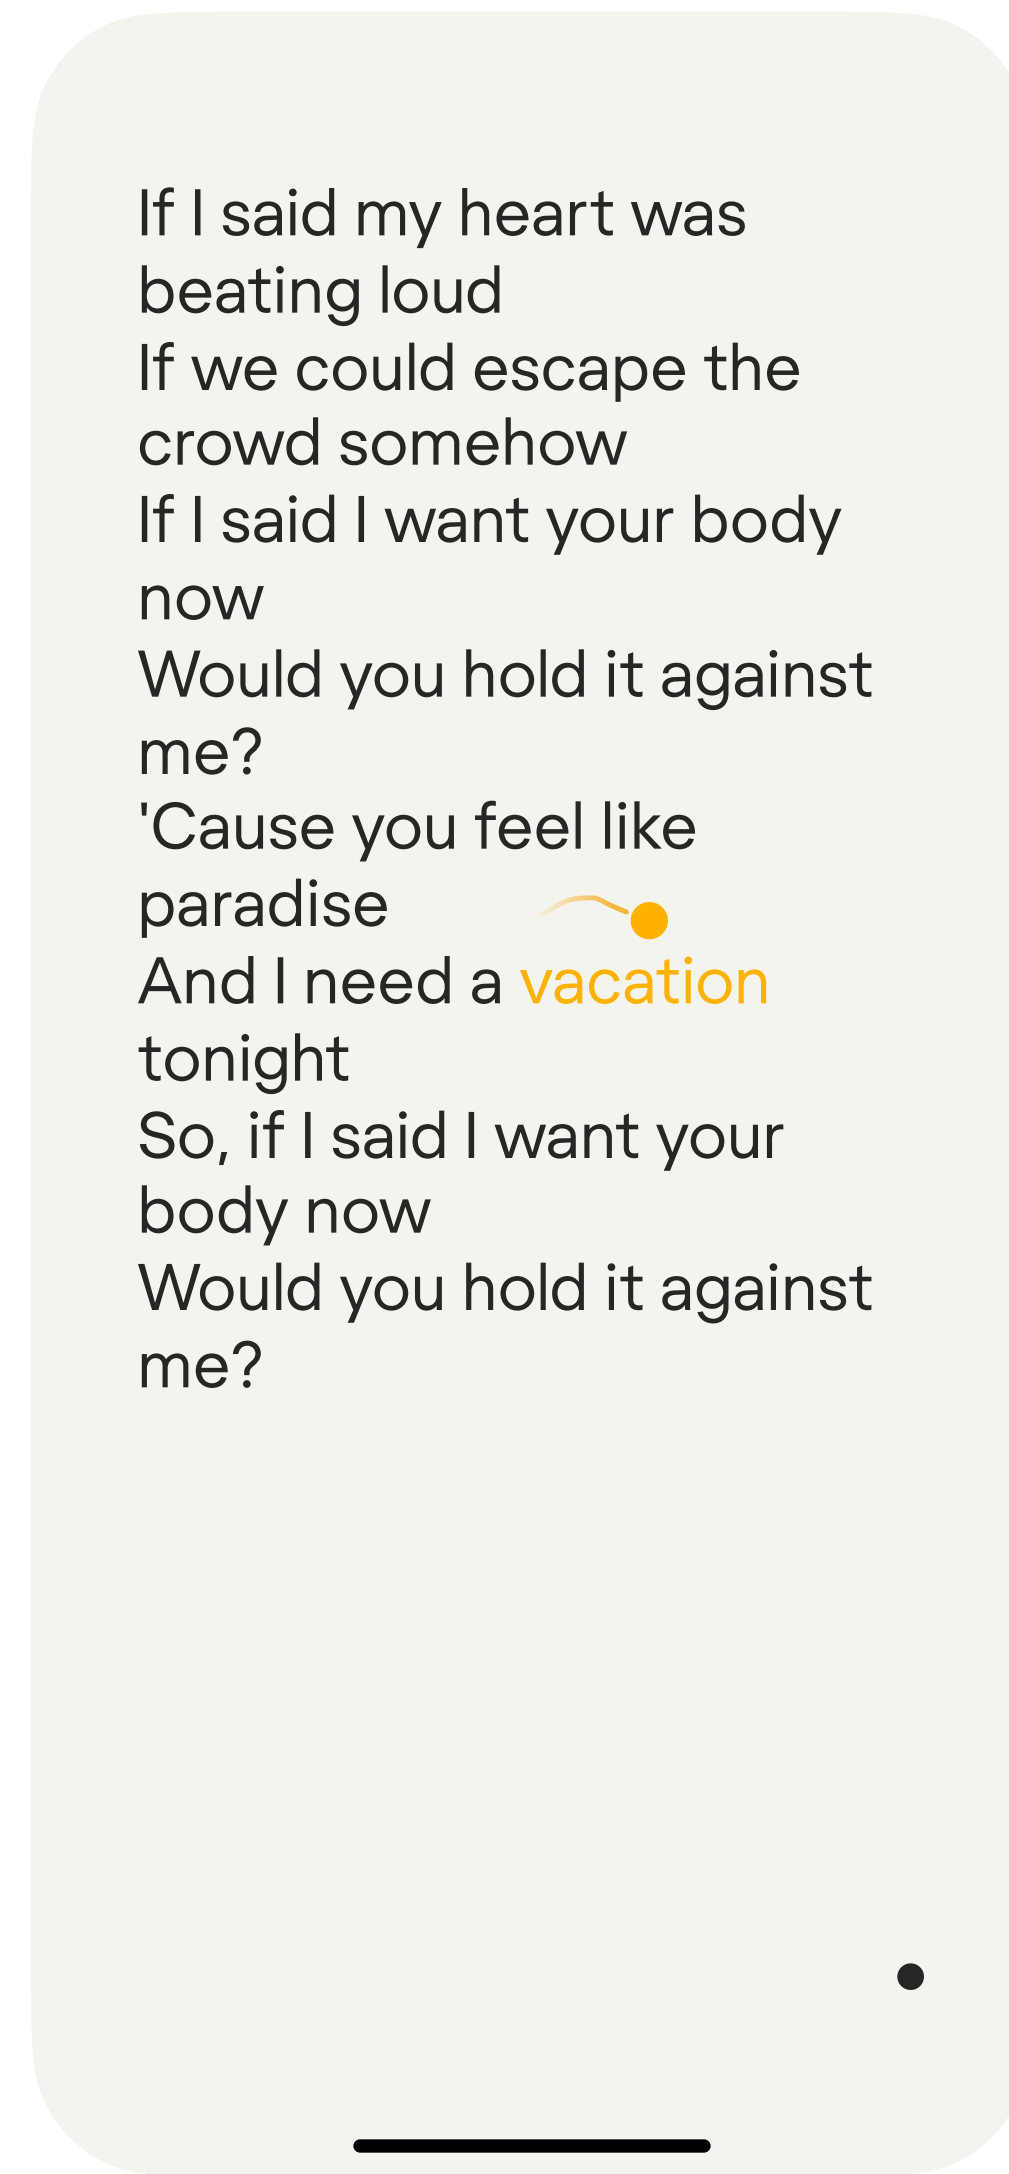 If I said my heart was
beating loud
If we could escape the
crowd somehow
If I said I want your body
now
Would you hold it against
me?
'Cause you feel like
paradise
And I need a vacation
tonight
So, if I said I want your
body now
Would you hold it against
me?